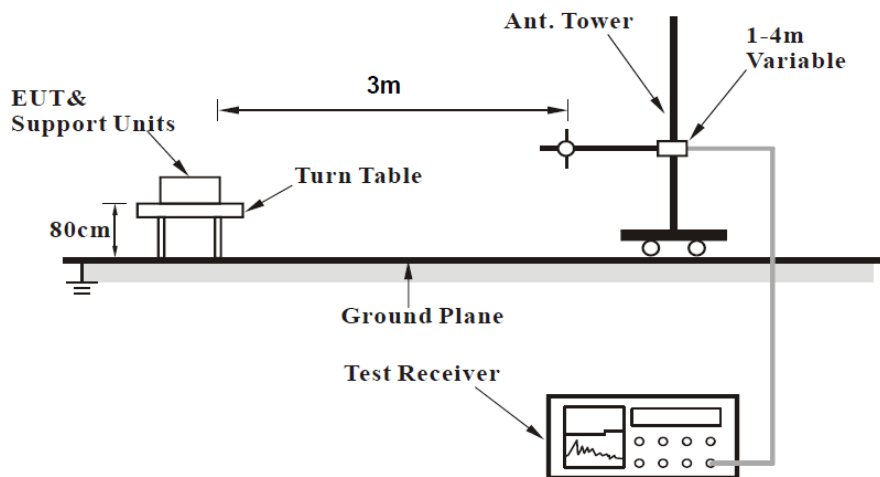 Ant. Tower
1-4m
Variable
3m
EUT&
Support Units
Turn Table
80cm
Ground Plane
Test Receiver